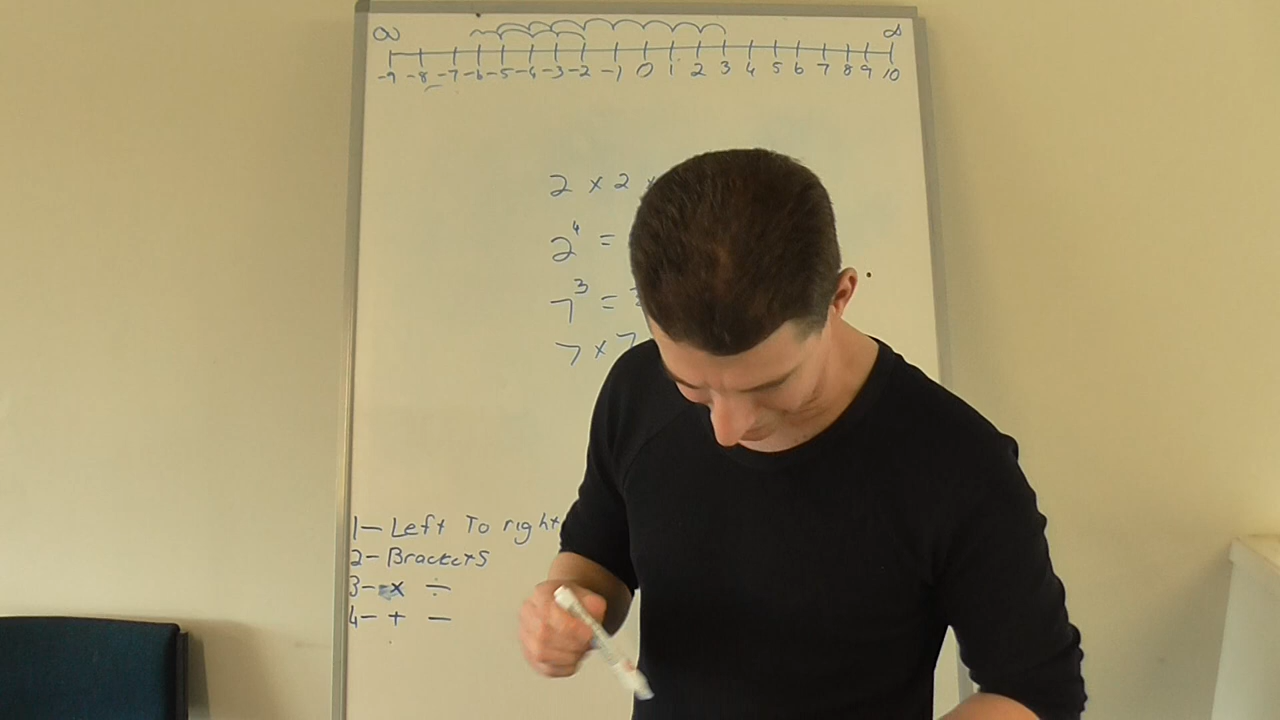 ∞ ∞
-9 -8 -7 -6 -5 -4 -3 -2 -1 0 1 2 3 4 5 6 7 8 9 10
2 × 2
2⁴ =
7³ =
7 × 7
1- Left To right
2- Brackets
3- × ÷
4- + -